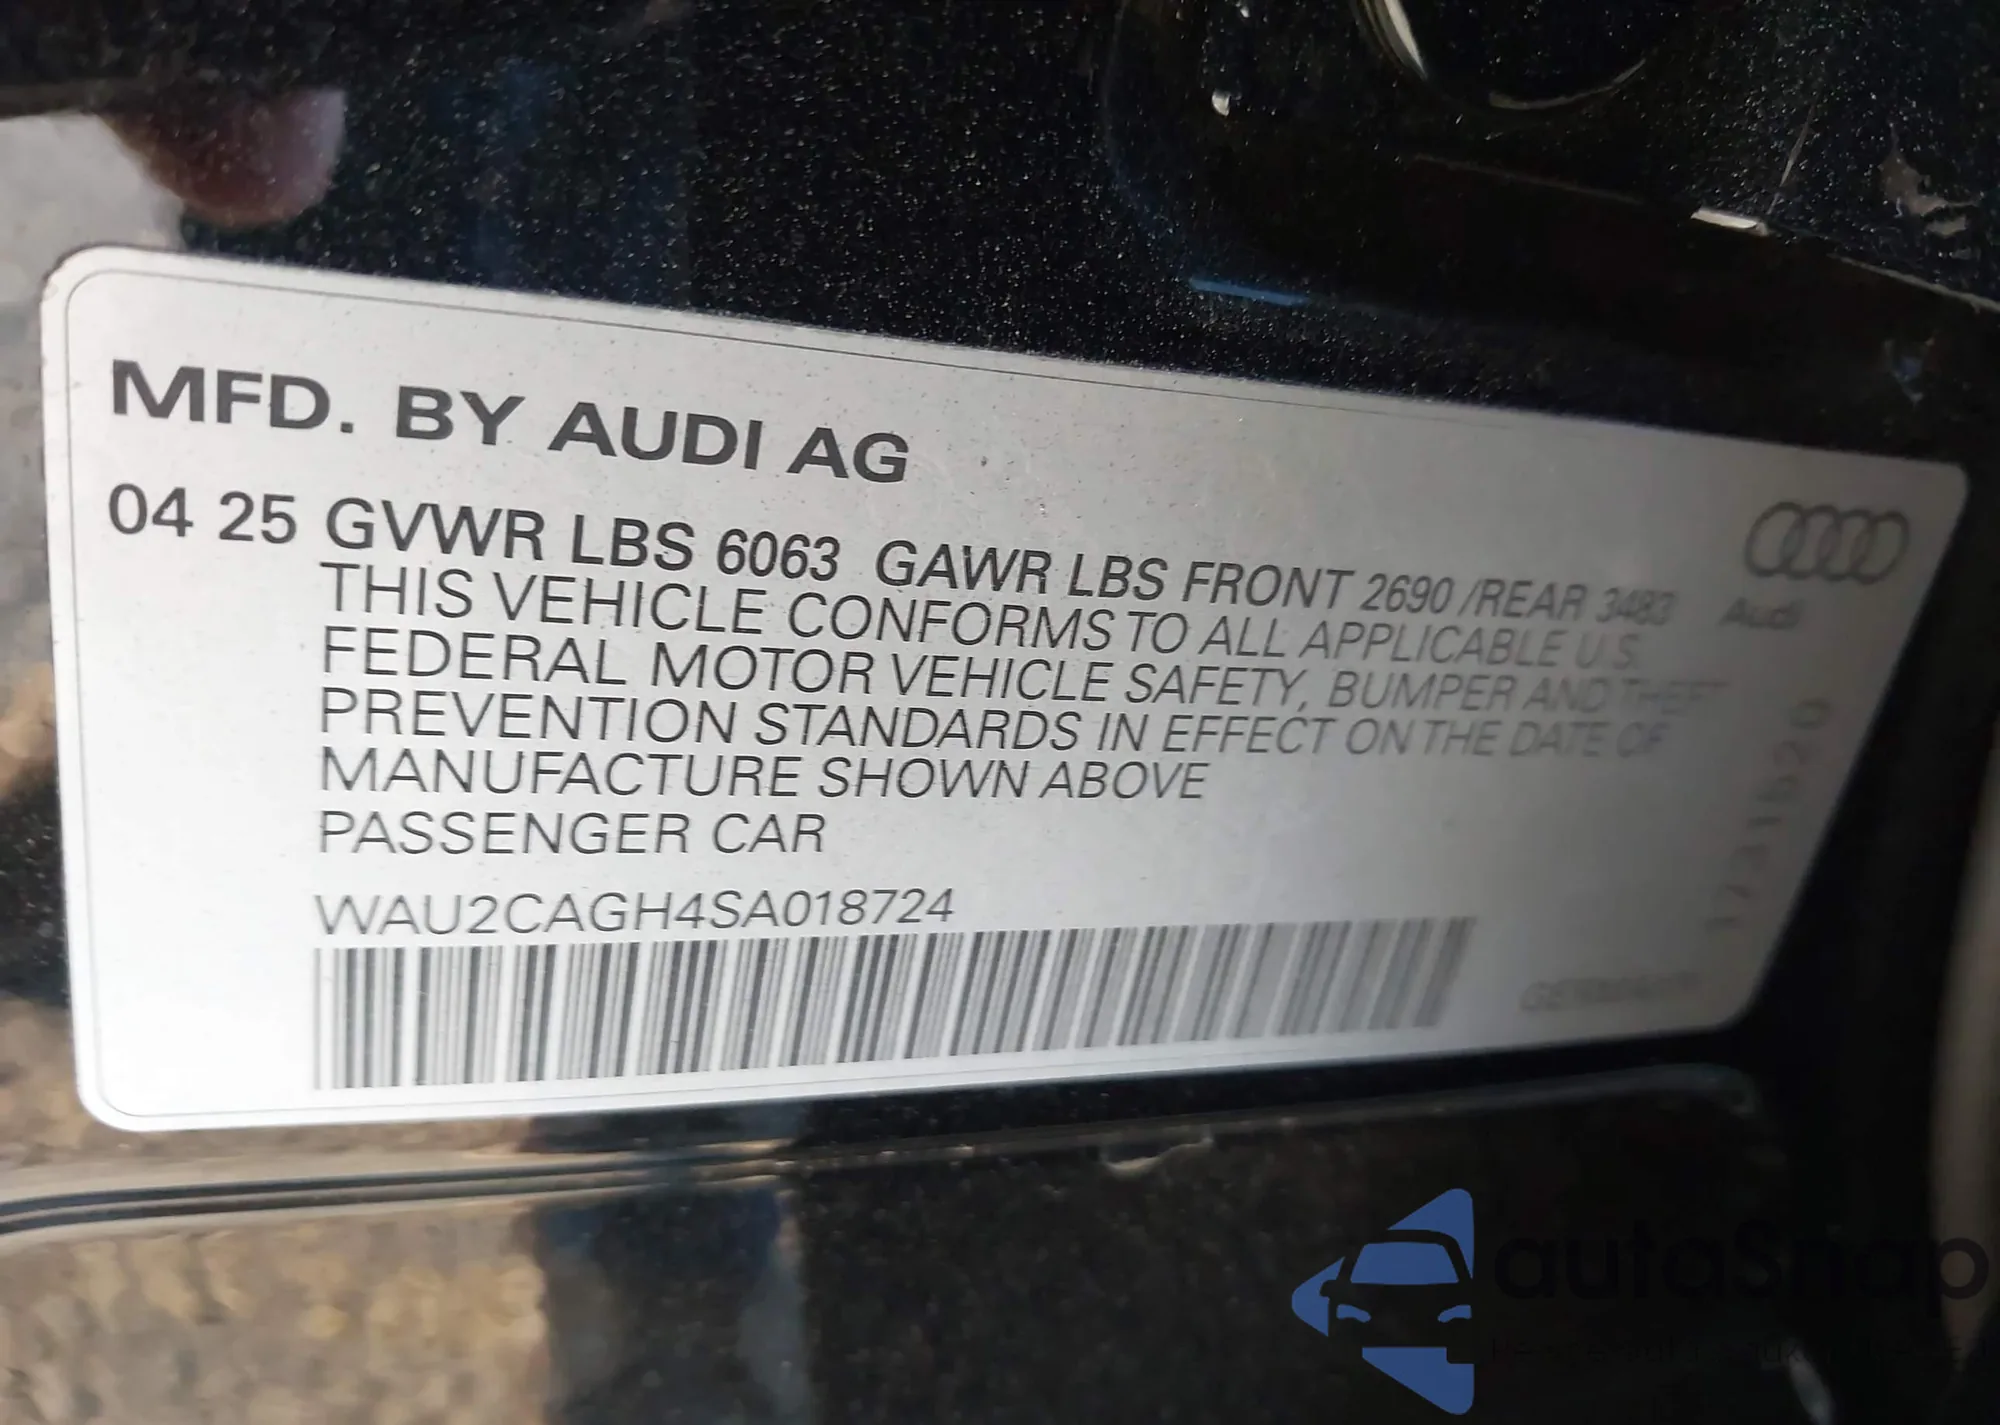 MFD. BY AUDI AG
04 25 GVWR LBS 6063 GAWR LBS FRONT 2690 /REAR 3483
THIS VEHICLE CONFORMS TO ALL APPLICABLE U.S.
FEDERAL MOTOR VEHICLE SAFETY, BUMPER AND THEFT
PREVENTION STANDARDS IN EFFECT ON THE DATE OF
MANUFACTURE SHOWN ABOVE
PASSENGER CAR
WAU2CAGH4SA018724
Audi
autoSnap